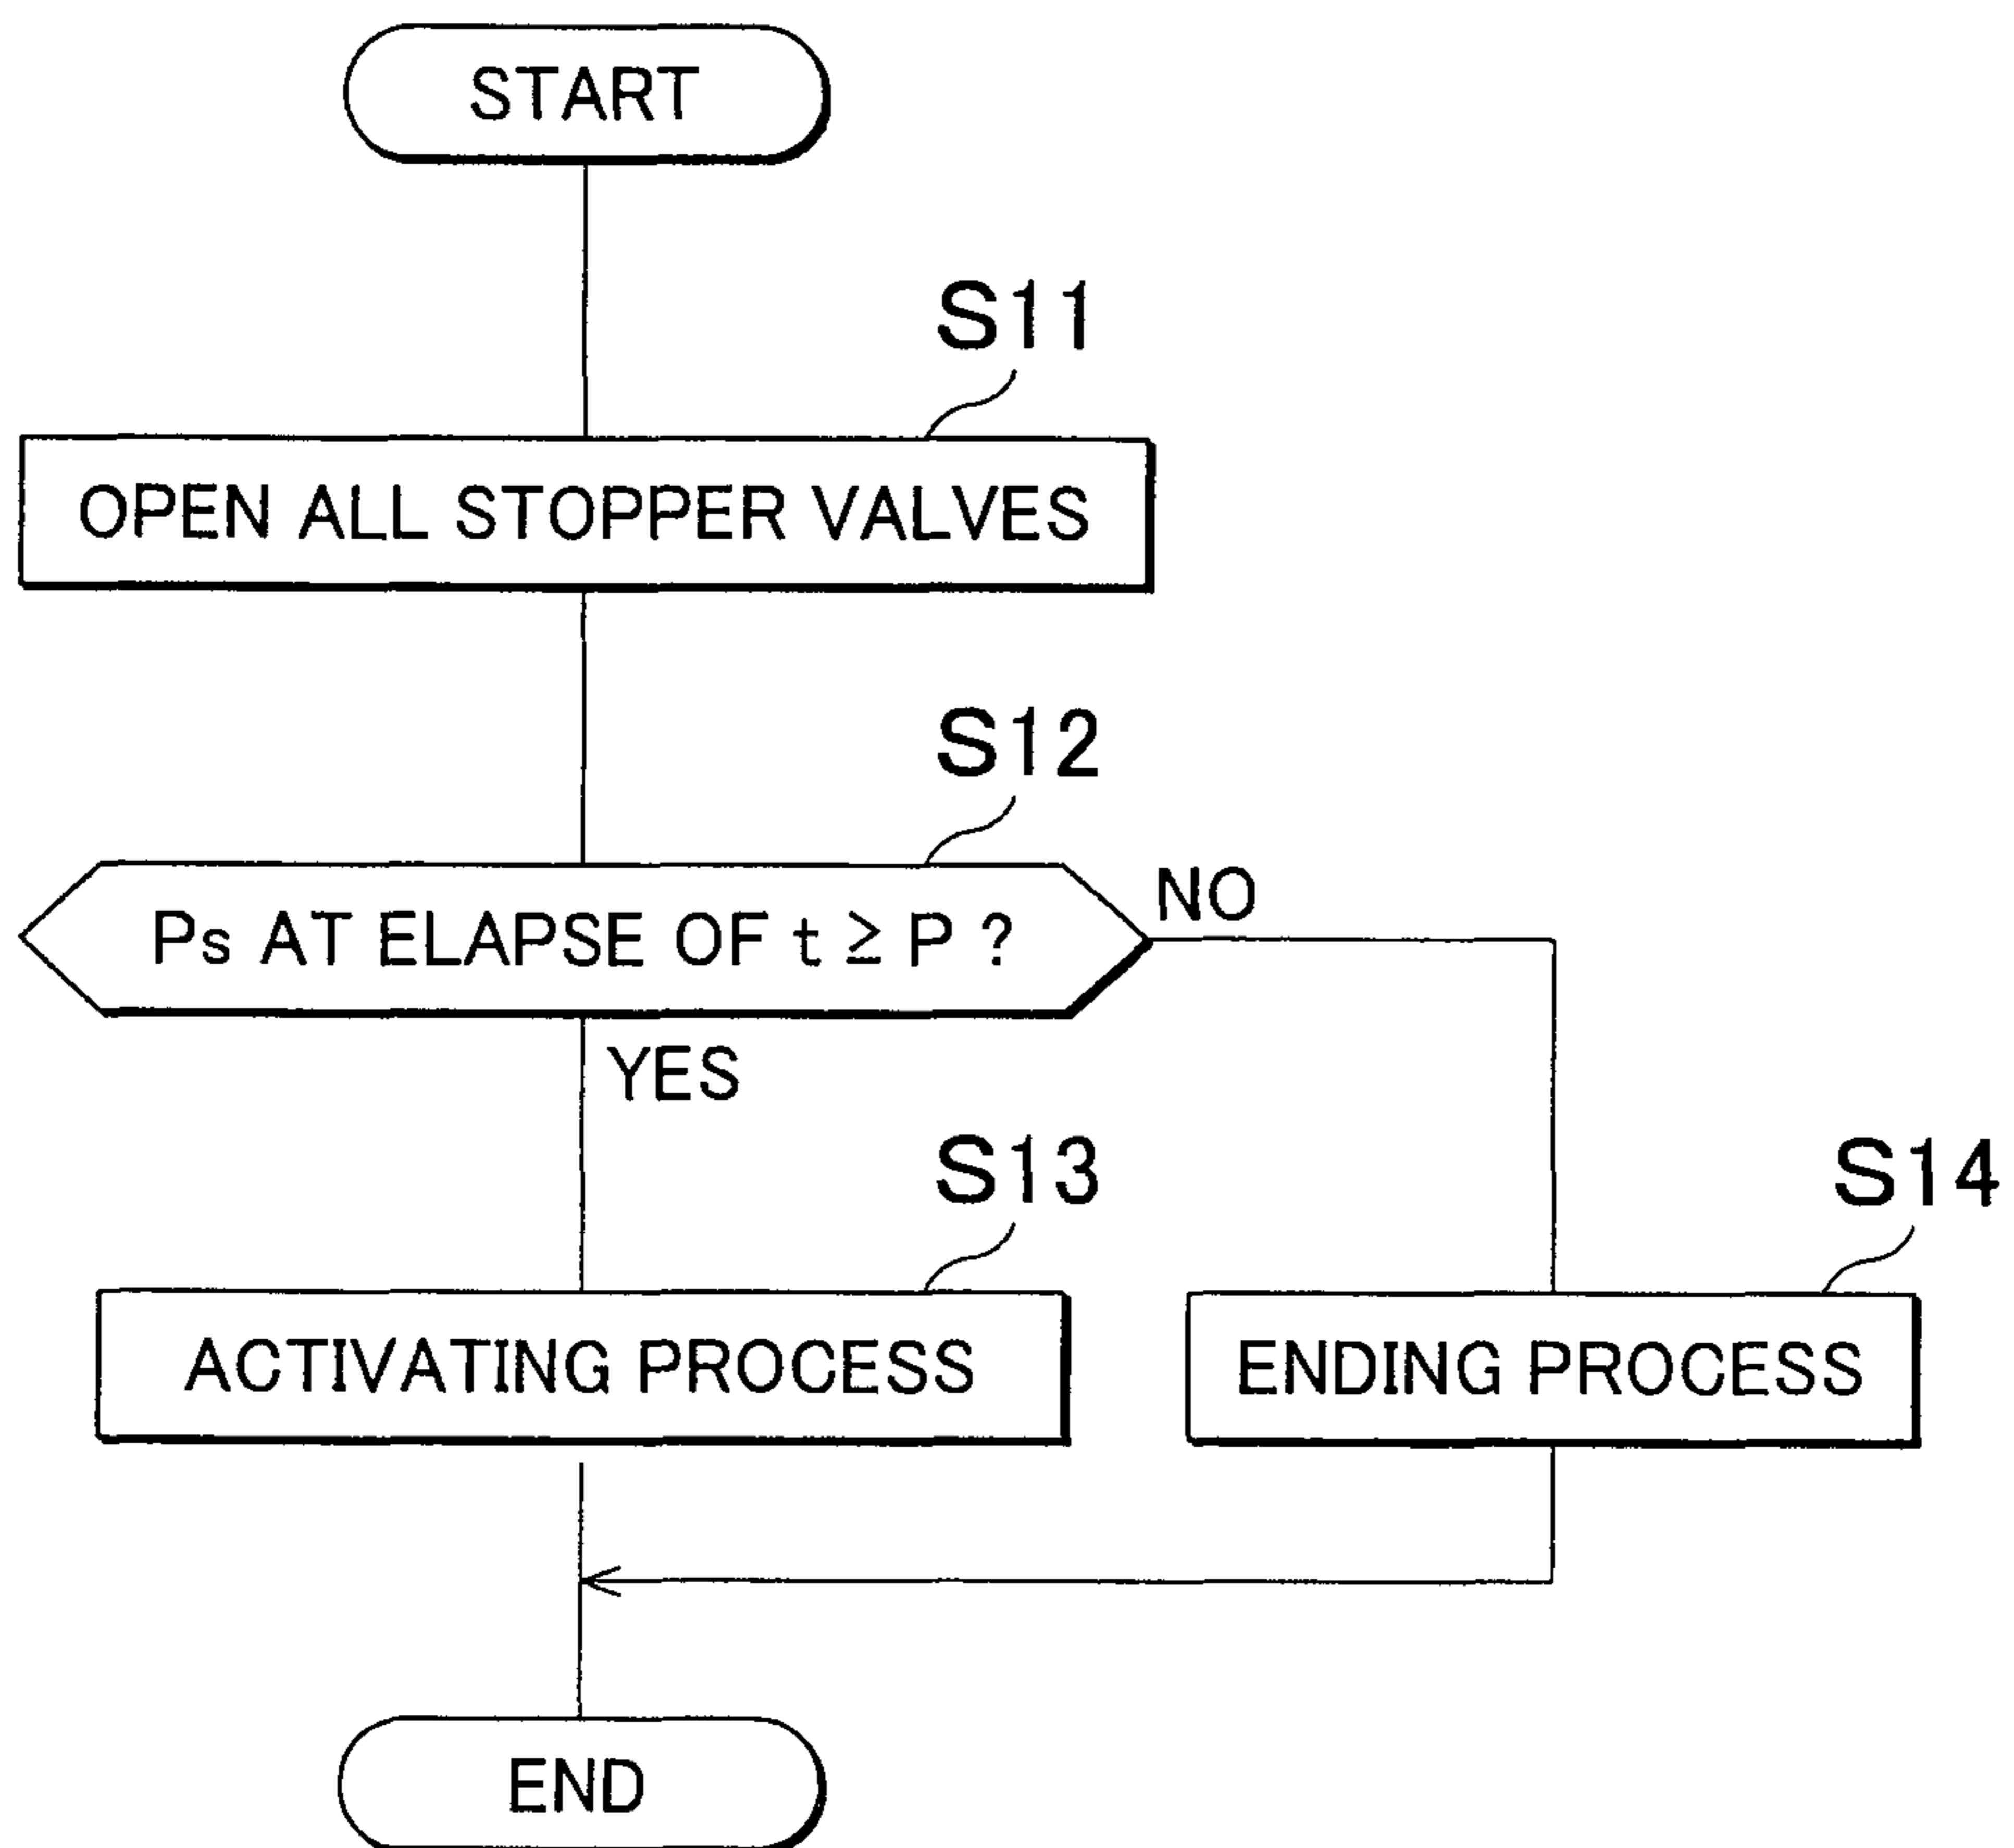 START
S11
OPEN ALL STOPPER VALVES
S12
Ps AT ELAPSE OF t ≥ P ?
NO
YES
S13
S14
ACTIVATING PROCESS
ENDING PROCESS
END